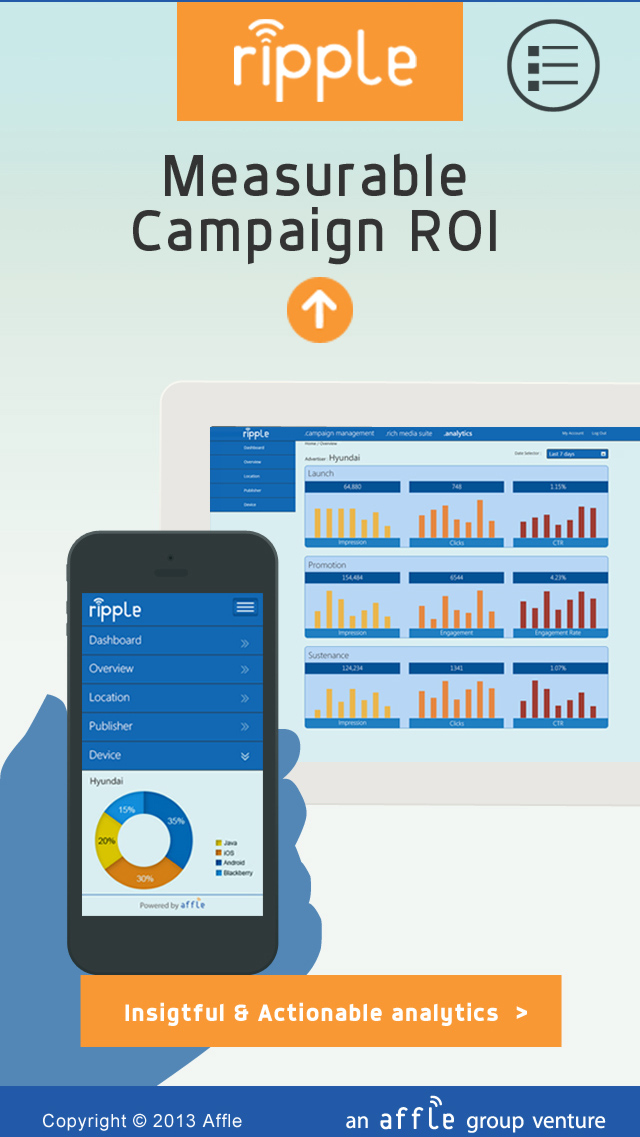 ripple
Measurable
Campaign ROI
ripple
.campaign management
.rich media suite
.analytics
My Account
Log Out
Dashboard
Overview
Location
Publisher
Device
Home / Overview
Advertiser: Hyundai
Date Selector :
Last 7 days
Launch
64,880
748
1.15%
Impression
Clicks
CTR
Promotion
154,484
6544
4.23%
Impression
Engagement
Engagement Rate
Sustenance
124,234
1341
1.07%
Impression
Clicks
CTR
ripple
Dashboard
Overview
Location
Publisher
Device
Hyundai
15%
35%
20%
30%
Java
iOS
Android
Blackberry
Powered by affle
Insigtful & Actionable analytics >
Copyright © 2013 Affle
an affle group venture